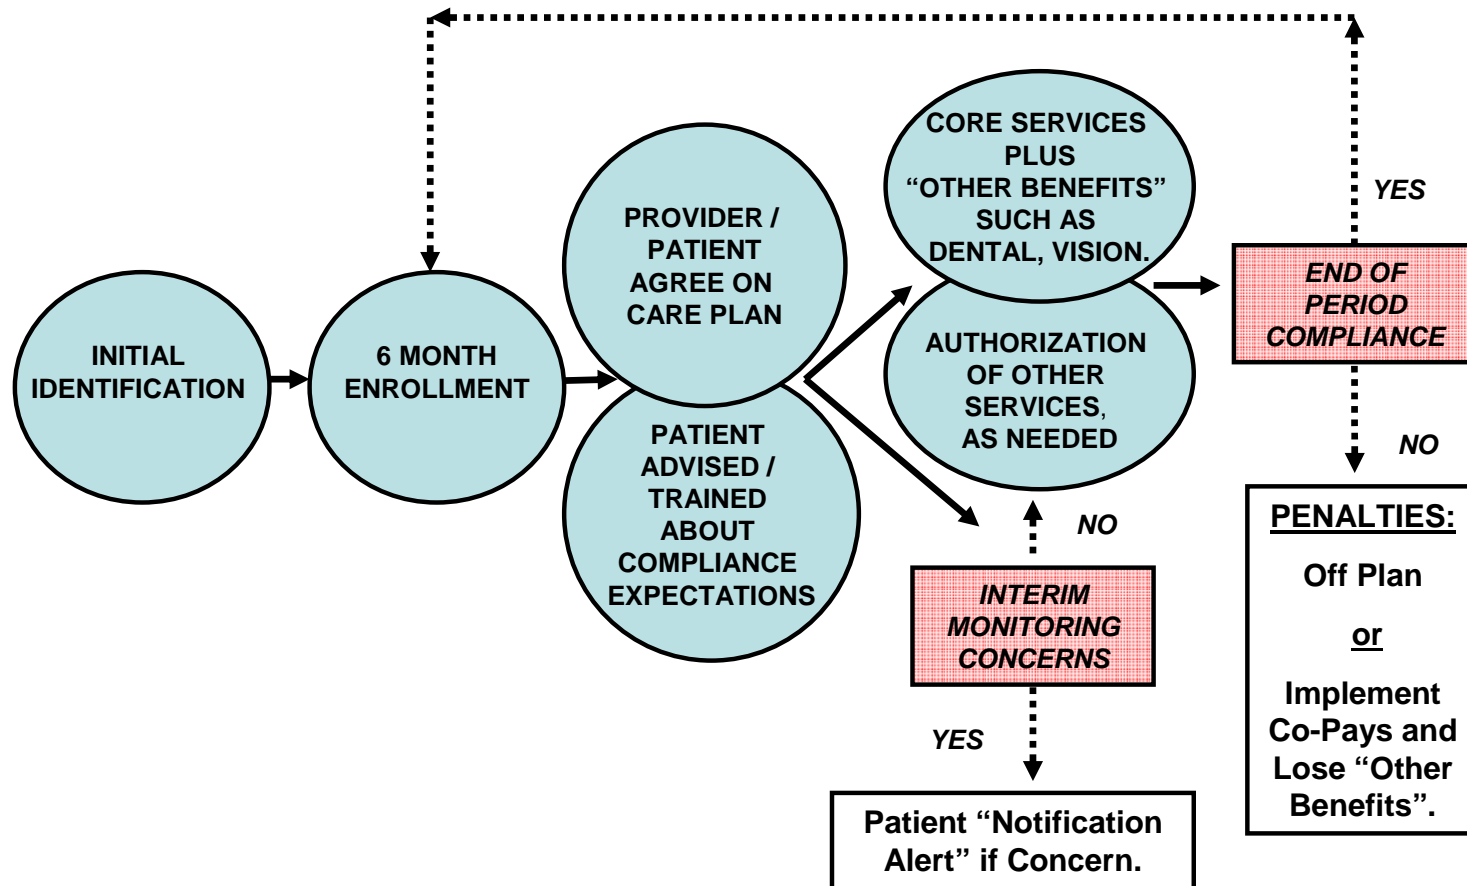 INITIAL
IDENTIFICATION
6 MONTH
ENROLLMENT
PROVIDER /
PATIENT
AGREE ON
CARE PLAN
PATIENT
ADVISED /
TRAINED
ABOUT
COMPLIANCE
EXPECTATIONS
CORE SERVICES
PLUS
“OTHER BENEFITS”
SUCH AS
DENTAL, VISION.
AUTHORIZATION
OF OTHER
SERVICES,
AS NEEDED
NO
INTERIM
MONITORING
CONCERNS
YES
Patient “Notification
Alert” if Concern.
YES
END OF
PERIOD
COMPLIANCE
NO
PENALTIES:
Off Plan
or
Implement
Co-Pays and
Lose “Other
Benefits”.